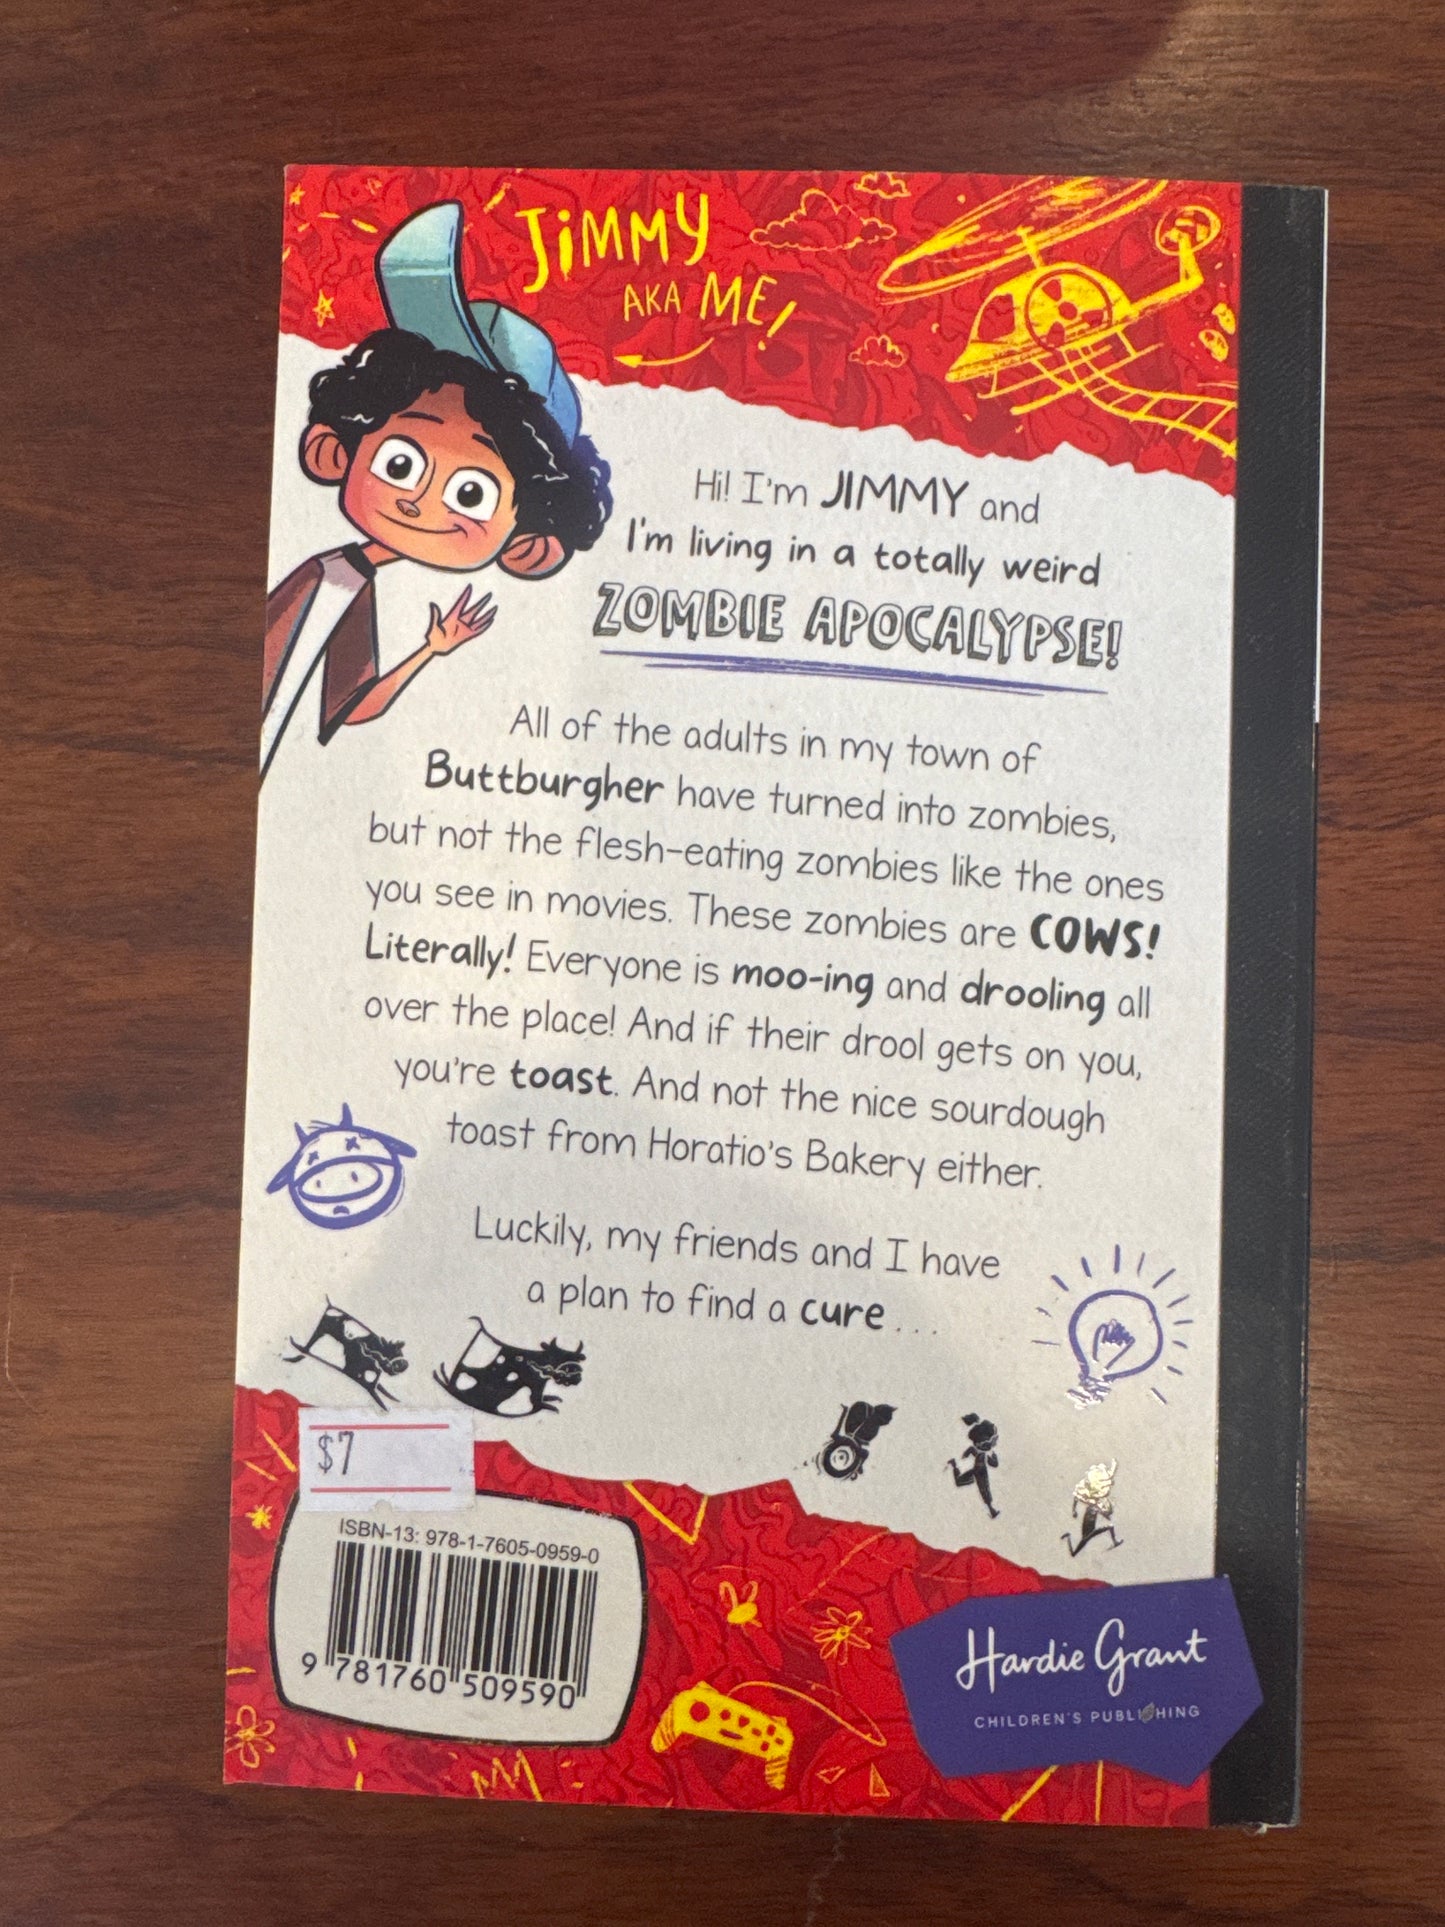 JiMMY
AKA ME!
Hi! I'm JIMMY and
I'm living in a totally weird
ZOMBIE APOCALYPSE!
All of the adults in my town of
Buttburgher have turned into zombies,
but not the flesh-eating zombies like the ones
you see in movies. These zombies are COWS!
Literally! Everyone is moo-ing and drooling all
over the place! And if their drool gets on you,
you're toast. And not the nice sourdough
toast from Horatio's Bakery either.
Luckily, my friends and I have
a plan to find a cure ...
$7
ISBN-13: 978-1-7605-0959-0
9 781760 509590
Hardie Grant
CHILDREN'S PUBLISHING